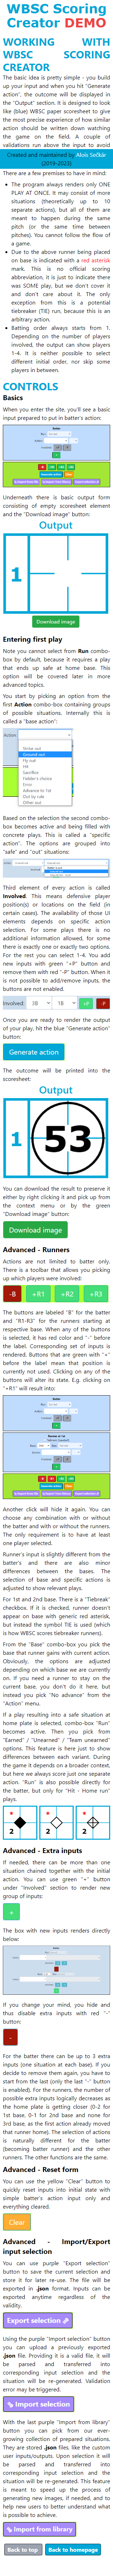 WBSC Scoring
Creator DEMO
WORKING WITH
WBSC SCORING
CREATOR
The basic idea is pretty simple - you build
up your input and when you hit "Generate
action", the outcome will be displayed in
the "Output" section. It is designed to look
like (blue) WBSC paper scoresheet to give
the most precise example how the similar
action should be written when watching
the game on the field. A couple of
validations run above the input to avoid
Created and maintained by Alois Sečkár
(2019-2023)
There are a few premises to have in mind:
The program always renders only ONE
PLAY AT ONCE. It may consist of more
situations (theoretically up to 10
separate actions), but all of them are
meant to happen during the same
pitch (or the same time between
pitches). You cannot follow the flow of
a game.
Due to the above runner being placed
on base is indicated with a red asterisk
mark. This is no official scoring
abbreviation, it is just to indicate there
was SOME play, but we don't come in
and don't care about it. The only
exception from this is a potential
tiebreaker (TIE) run, because this is an
arbitrary action.
Batting order always starts from 1.
Depending on the number of players
involved, the output can show players
1-4. It is neither possible to select
different initial order, nor skip some
players in between.
CONTROLS
Basics
When you enter the site, you'll see a basic
input prepared to put in batter's action:
Underneath there is basic output form
consisting of empty scoresheet element
and the "Download image" button:
Output
1
Download image
Entering first play
Note you cannot select from Run combo-
box by default, because it requires a play
that ends up safe at home base. This
action will be covered later in more
advanced topics.
You start by picking an option from the
first Action combo-box containing groups
of possible situations. Internally this is
called a "base action":
Action:
Strike out
Ground out
Fly out
Hit
Sacrifice
Fielder's choice
Error
Advance to 1st
Out by rule
Other out
Based on the selection the second combo-
box becomes active and being filled with
concrete plays. This is called a "specific
action". The options are grouped into
"safe" and "out" situations:
Third element of every action is called
Involved. This means defensive player
position(s) or locations on the field (in
certain cases). The availability of those UI
elements depends on specific action
selection. For some plays there is no
additional information allowed, for some
there is exactly one or exactly two options.
For the rest you can select 1-4. You add
new inputs with green "+P" button and
remove them with red "-P" button. When it
is not possible to add/remove inputs, the
buttons are not enabled.
Involved: 3B 1B +P -P
Once you are ready to render the output
of your play, hit the blue "Generate action"
button:
Generate action
The outcome will be printed into the
scoresheet:
Output
1
53
You can download the result to preserve it
either by right clicking it and pick up from
the context menu or by the green
"Download image" button:
Download image
Advanced - Runners
Actions are not limited to batter only.
There is a toolbar that allows you picking
up which players were involved:
-B +R1 +R2 +R3
The buttons are labeled "B" for the batter
and "R1-R3" for the runners starting at
respective base. When any of the buttons
is selected, it has red color and "-" before
the label. Corresponding set of inputs is
rendered. Buttons that are green with "+"
before the label mean that position is
currently not used. Clicking any of the
buttons will alter its state. E.g. clicking on
"+R1" will result into:
Another click will hide it again. You can
choose any combination with or without
the batter and with or without the runners.
The only requirement is to have at least
one player selected.
Runner's input is slightly different from the
batter's and there are also minor
differences between the bases. The
selection of base and specific actions is
adjusted to show relevant plays.
For 1st and 2nd base. There is a "Tiebreak"
checkbox. If it is checked, runner doesn't
appear on base with generic red asterisk,
but instead the symbol TIE is used (which
is how WBSC scores tiebreaker runners).
From the "Base" combo-box you pick the
base that runner gains with current action.
Obviously, the options are adjusted
depending on which base we are currently
on. If you need a runner to stay on the
current base, you don't do it here, but
instead you pick "No advance" from the
"Action" menu.
If a play resulting into a safe situation at
home plate is selected, combo-box "Run"
becomes active. Then you pick from
"Earned" / "Unearned" / "Team unearned"
options. This feature is here just to show
differences between each variant. During
the game it depends on a broader context,
but here we always score just one separate
action. "Run" is also possible directly for
the batter, but only for "Hit - Home run"
plays.
2 2 2
Advanced - Extra inputs
If needed, there can be more than one
situation chained together with the initial
action. You can use green "+" button
under "Involved" section to render new
group of inputs:
+
The box with new inputs renders directly
below:
If you change your mind, you hide and
thus disable extra inputs with red "-"
button:
-
For the batter there can be up to 3 extra
inputs (one situation at each base). If you
decide to remove them again, you have to
start from the last (only the last "-" button
is enabled). For the runners, the number of
possible extra inputs logically decreases as
the home plate is getting closer (0-2 for
1st base, 0-1 for 2nd base and none for
3rd base, as the first action already moved
that runner home). The selection of actions
is naturally different for the batter
(becoming batter runner) and the other
runners. The other functions are the same.
Advanced - Reset form
You can use the yellow "Clear" button to
quickly reset inputs into initial state with
simple batter's action input only and
everything cleared.
Clear
Advanced - Import/Export
input selection
You can use purple "Export selection"
button to save the current selection and
store it for later re-use. The file will be
exported in .json format. Inputs can be
exported anytime regardless of the
validity.
Export selection
Using the purple "Import selection" button
you can upload a previously exported
.json file. Providing it is a valid file, it will
be parsed and transferred into
corresponding input selection and the
situation will be re-generated. Validation
error may be triggered.
Import selection
With the last purple "Import from library"
button you can pick from our ever-
growing collection of prepared situations.
They are stored .json files, like the custom
user inputs/outputs. Upon selection it will
be parsed and transferred into
corresponding input selection and the
situation will be re-generated. This feature
is meant to speed up the process of
generating new images, if needed, and to
help new users to better understand what
is possible to achieve.
Import from library
Back to top Back to homepage